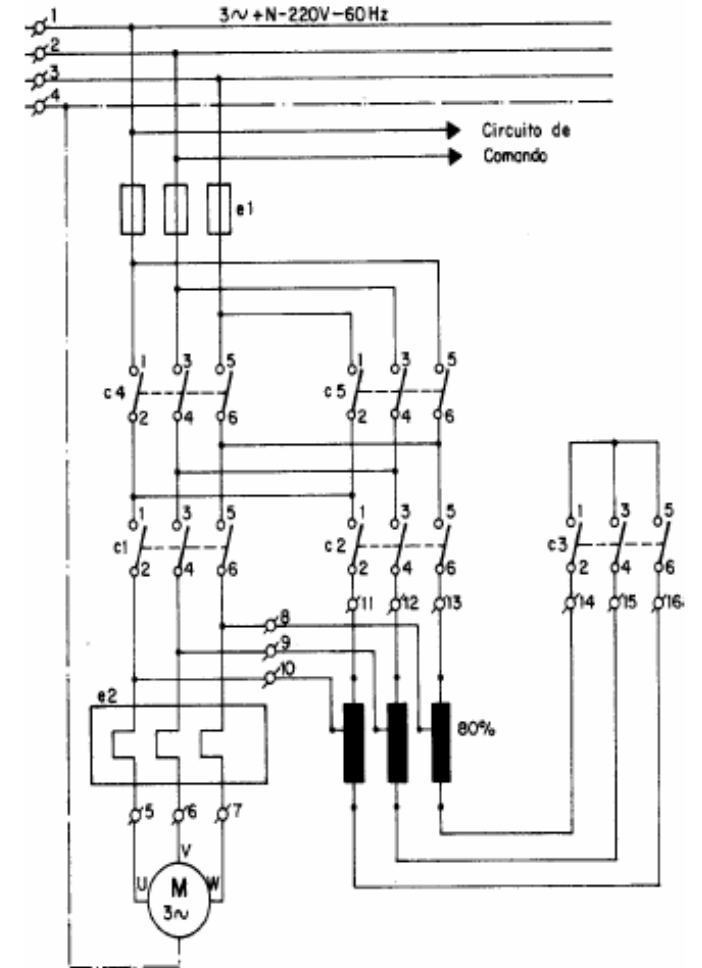 1
3∿+N-220V-60Hz
2
3
4
Circuito de
Comando
e1
1 3 5 1 3 5
c4 c5
2 4 6 2 4 6
1 3 5 1 3 5 1 3 5
c1 c2 c3
2 4 6 2 4 6 2 4 6
11 12 13 14 15 16
8
9
10
e2
80%
5 6 7
V
U M W
3∿